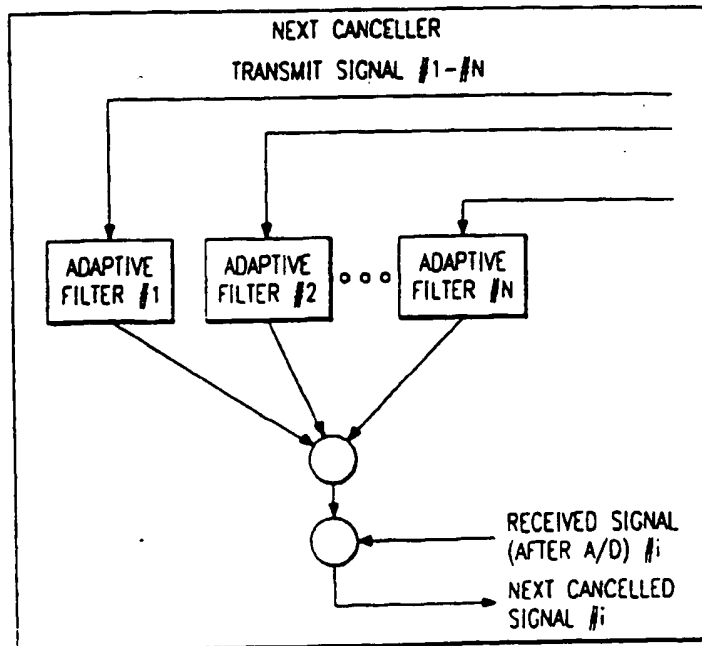 NEXT CANCELLER
TRANSMIT SIGNAL #1-#N
ADAPTIVE
FILTER #1
ADAPTIVE
FILTER #2
ADAPTIVE
FILTER #N
RECEIVED SIGNAL
(AFTER A/D) #i
NEXT CANCELLED
SIGNAL #i